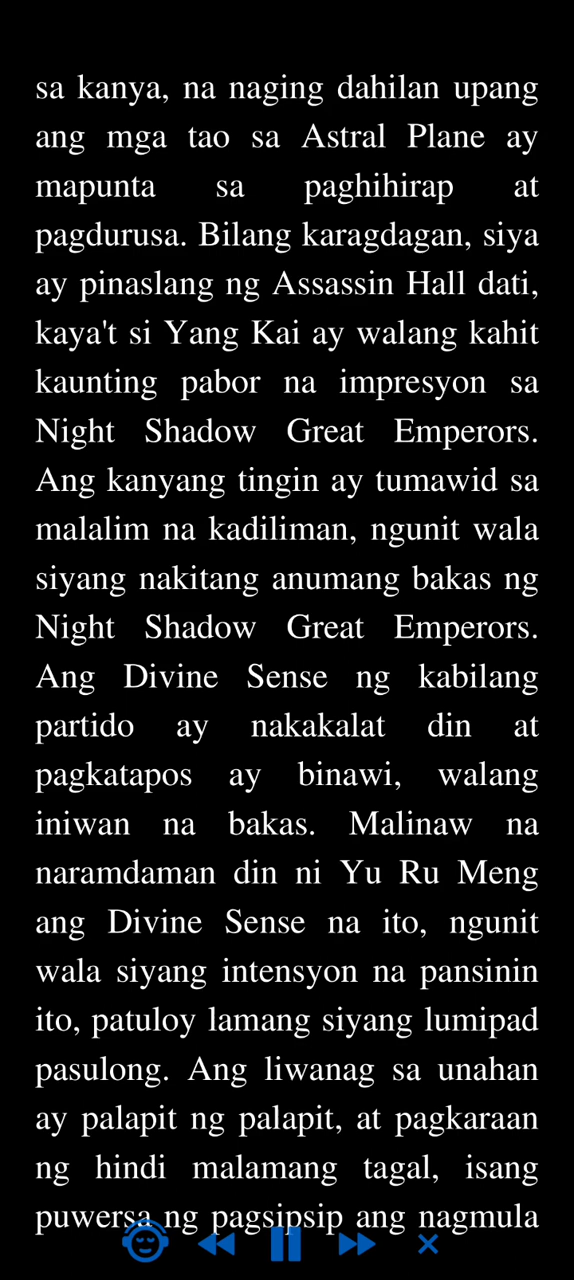 sa kanya, na naging dahilan upang
ang mga tao sa Astral Plane ay
mapunta sa paghihirap at
pagdurusa. Bilang karagdagan, siya
ay pinaslang ng Assassin Hall dati,
kaya't si Yang Kai ay walang kahit
kaunting pabor na impresyon sa
Night Shadow Great Emperors.
Ang kanyang tingin ay tumawid sa
malalim na kadiliman, ngunit wala
siyang nakitang anumang bakas ng
Night Shadow Great Emperors.
Ang Divine Sense ng kabilang
partido ay nakakalat din at
pagkatapos ay binawi, walang
iniwan na bakas. Malinaw na
naramdaman din ni Yu Ru Meng
ang Divine Sense na ito, ngunit
wala siyang intensyon na pansinin
ito, patuloy lamang siyang lumipad
pasulong. Ang liwanag sa unahan
ay palapit ng palapit, at pagkaraan
ng hindi malamang tagal, isang
puwersa ng pagsipsip ang nagmula